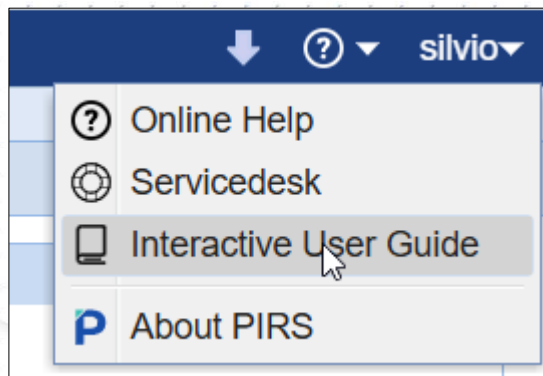 silvio
Online Help
Servicedesk
Interactive User Guide
About PIRS